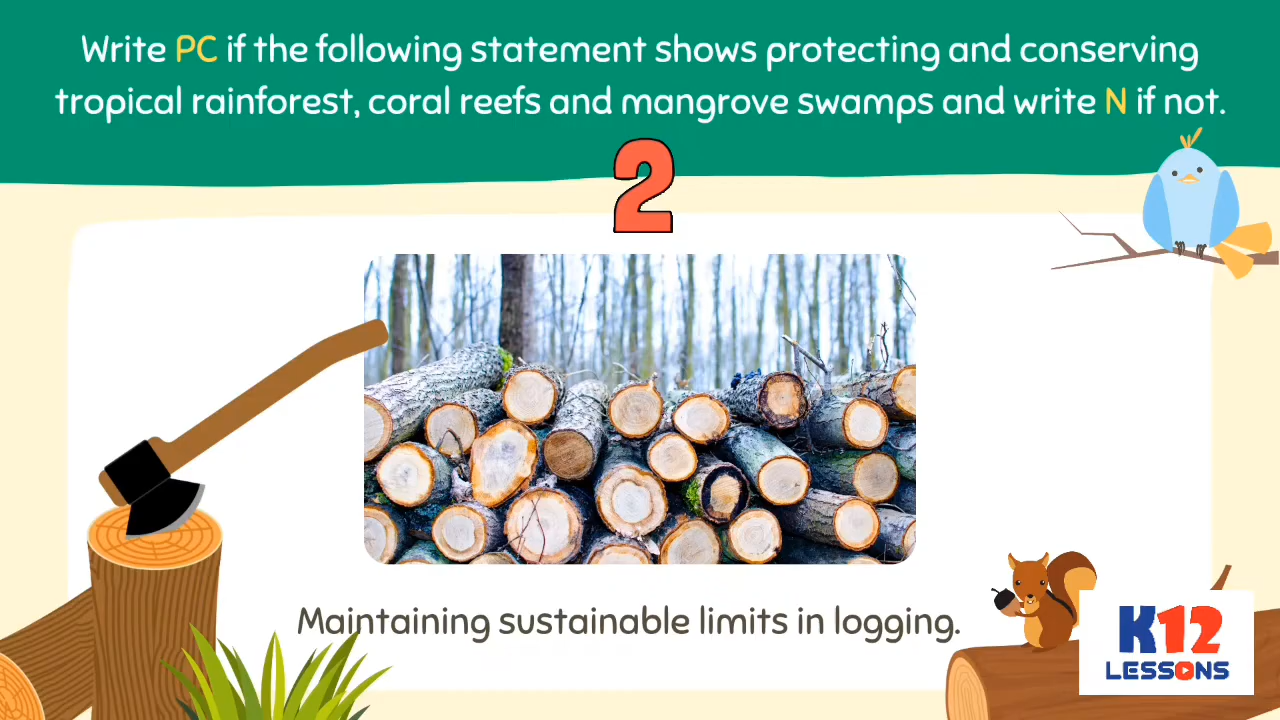 Write PC if the following statement shows protecting and conserving
tropical rainforest, coral reefs and mangrove swamps and write N if not.
2
Maintaining sustainable limits in logging.
K12
LESSONS